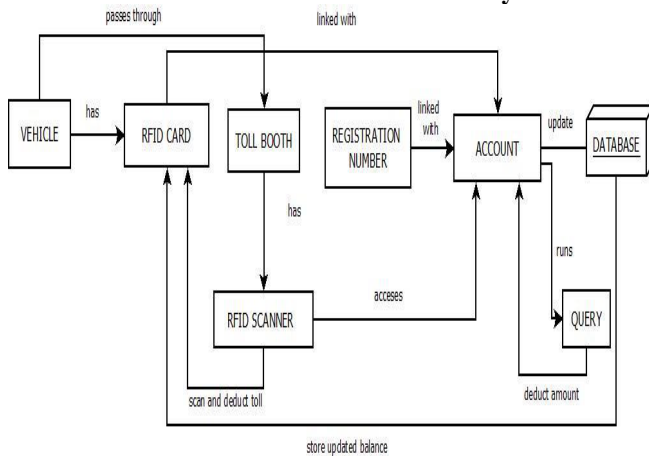 passes through
linked with
has
VEHICLE
RFID CARD
TOLL BOOTH
REGISTRATION
NUMBER
linked
with
ACCOUNT
update
DATABASE
has
runs
RFID SCANNER
acceses
QUERY
scan and deduct toll
deduct amount
store updated balance